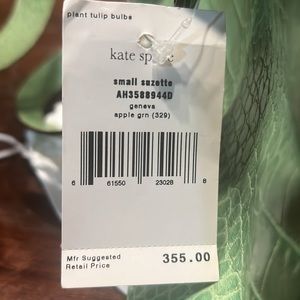 plant tulip bulbs
kate spade
small suzette
AH3588944D
geneva
apple grn (329)
6 61550 23028 8
Mfr Suggested
Retail Price 355.00